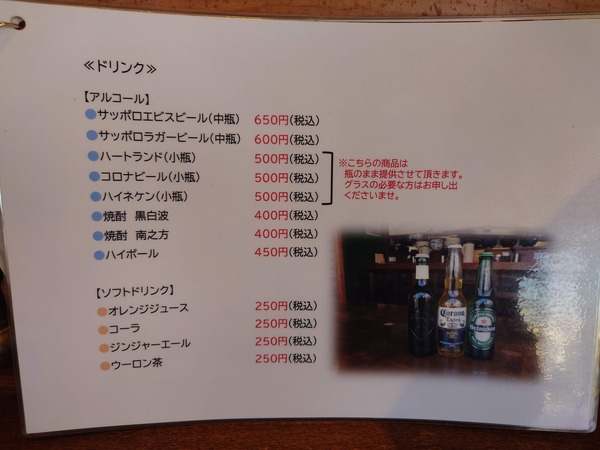 ≪ドリンク≫
【アルコール】
サッポロエビスビール(中瓶) 650円(税込)
サッポロラガービール(中瓶) 600円(税込)
ハートランド(小瓶) 500円(税込)
コロナビール(小瓶) 500円(税込)
ハイネケン(小瓶) 500円(税込)
※こちらの商品は
瓶のまま提供させて頂きます。
グラスの必要な方はお申し出
くださいませ。
焼酎 黒白波 400円(税込)
焼酎 南之方 400円(税込)
ハイボール 450円(税込)
【ソフトドリンク】
オレンジジュース 250円(税込)
コーラ 250円(税込)
ジンジャーエール 250円(税込)
ウーロン茶 250円(税込)
Corona
Extra
Heineken